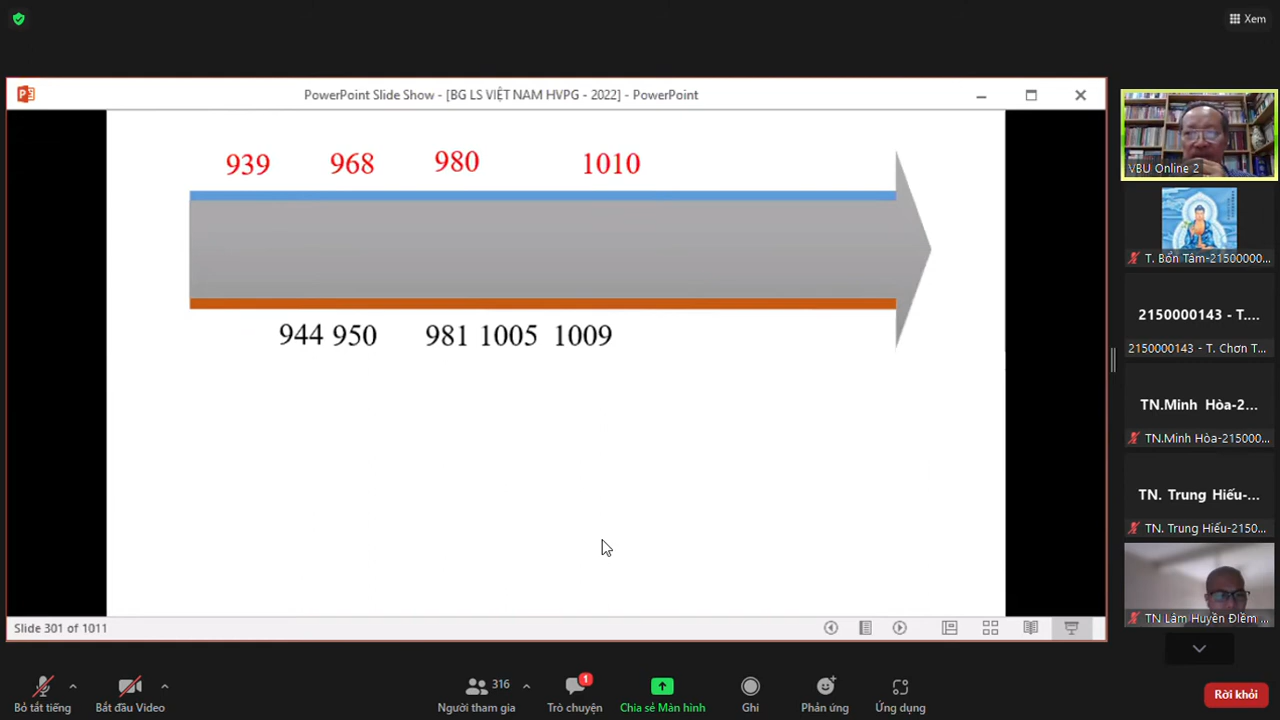 Xem
PowerPoint Slide Show - [BG LS VIỆT NAM HVPG - 2022] - PowerPoint
939 968 980 1010
944 950 981 1005 1009
VBU Online 2
T. Bổn Tâm-21500000...
2150000143 - T....
2150000143 - T. Chơn T...
TN.Minh Hòa-2...
TN.Minh Hòa-215000...
TN. Trung Hiếu-...
TN. Trung Hiếu-2150...
TN Lâm Huyền Điềm ...
Slide 301 of 1011
316
1
Bỏ tắt tiếng
Bắt đầu Video
Người tham gia
Trò chuyện
Chia sẻ Màn hình
Ghi
Phản ứng
Ứng dụng
Rời khỏi